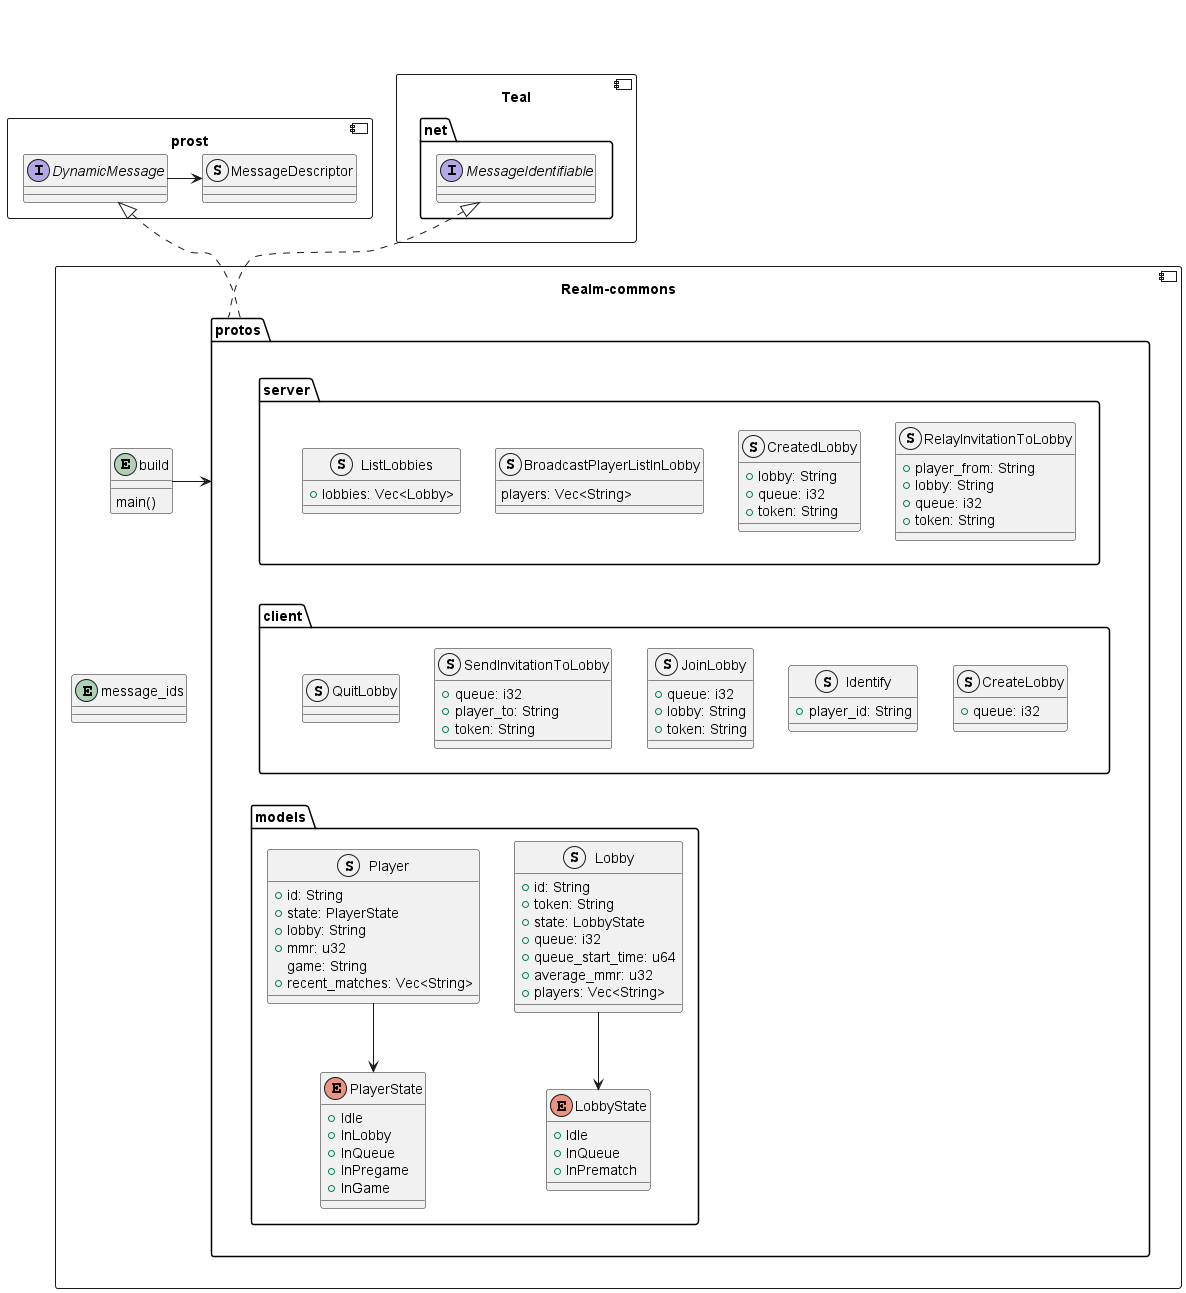 Teal
net
I MessageIdentifiable
prost
I DynamicMessage
S MessageDescriptor
Realm-commons
protos
E build
main()
E message_ids
server
S ListLobbies
lobbies: Vec<Lobby>
S BroadcastPlayerListInLobby
players: Vec<String>
S CreatedLobby
lobby: String
queue: i32
token: String
S RelayInvitationToLobby
player_from: String
lobby: String
queue: i32
token: String
client
S QuitLobby
S SendInvitationToLobby
queue: i32
player_to: String
token: String
S JoinLobby
queue: i32
lobby: String
token: String
S Identify
player_id: String
S CreateLobby
queue: i32
models
S Player
id: String
state: PlayerState
lobby: String
mmr: u32
game: String
recent_matches: Vec<String>
S Lobby
id: String
token: String
state: LobbyState
queue: i32
queue_start_time: u64
average_mmr: u32
players: Vec<String>
E PlayerState
Idle
InLobby
InQueue
InPregame
InGame
E LobbyState
Idle
InQueue
InPrematch